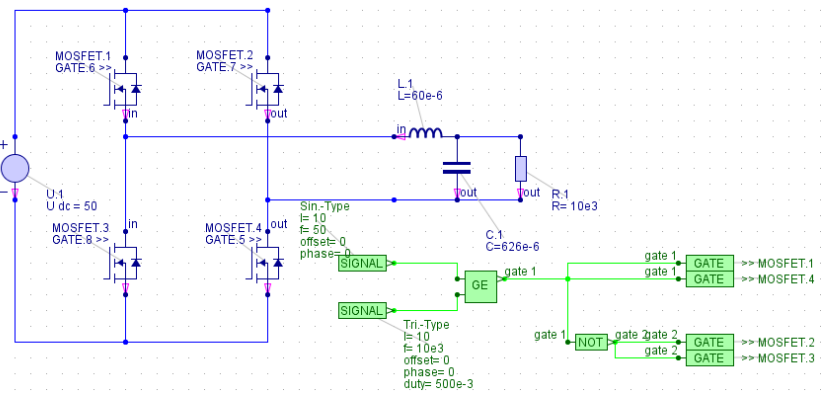 MOSFET.1
GATE.6 >>
MOSFET.2
GATE.7 >>
in
out
L.1
L=60e-6
in
+
-
U.1
U dc = 50
out
out
R.1
R= 10e3
C.1
C=626e-6
MOSFET.3
GATE.8 >>
in
MOSFET.4
GATE.5 >>
out
Sin.-Type
I= 10
f= 50
offset= 0
phase= 0
SIGNAL
GE
gate 1
SIGNAL
Tri.-Type
I= 10
f= 10e3
offset= 0
phase= 0
duty= 500e-3
gate 1
GATE
>> MOSFET.1
gate 1
GATE
>> MOSFET.4
gate 1
NOT
gate 2
gate 2
GATE
>> MOSFET.2
gate 2
GATE
>> MOSFET.3